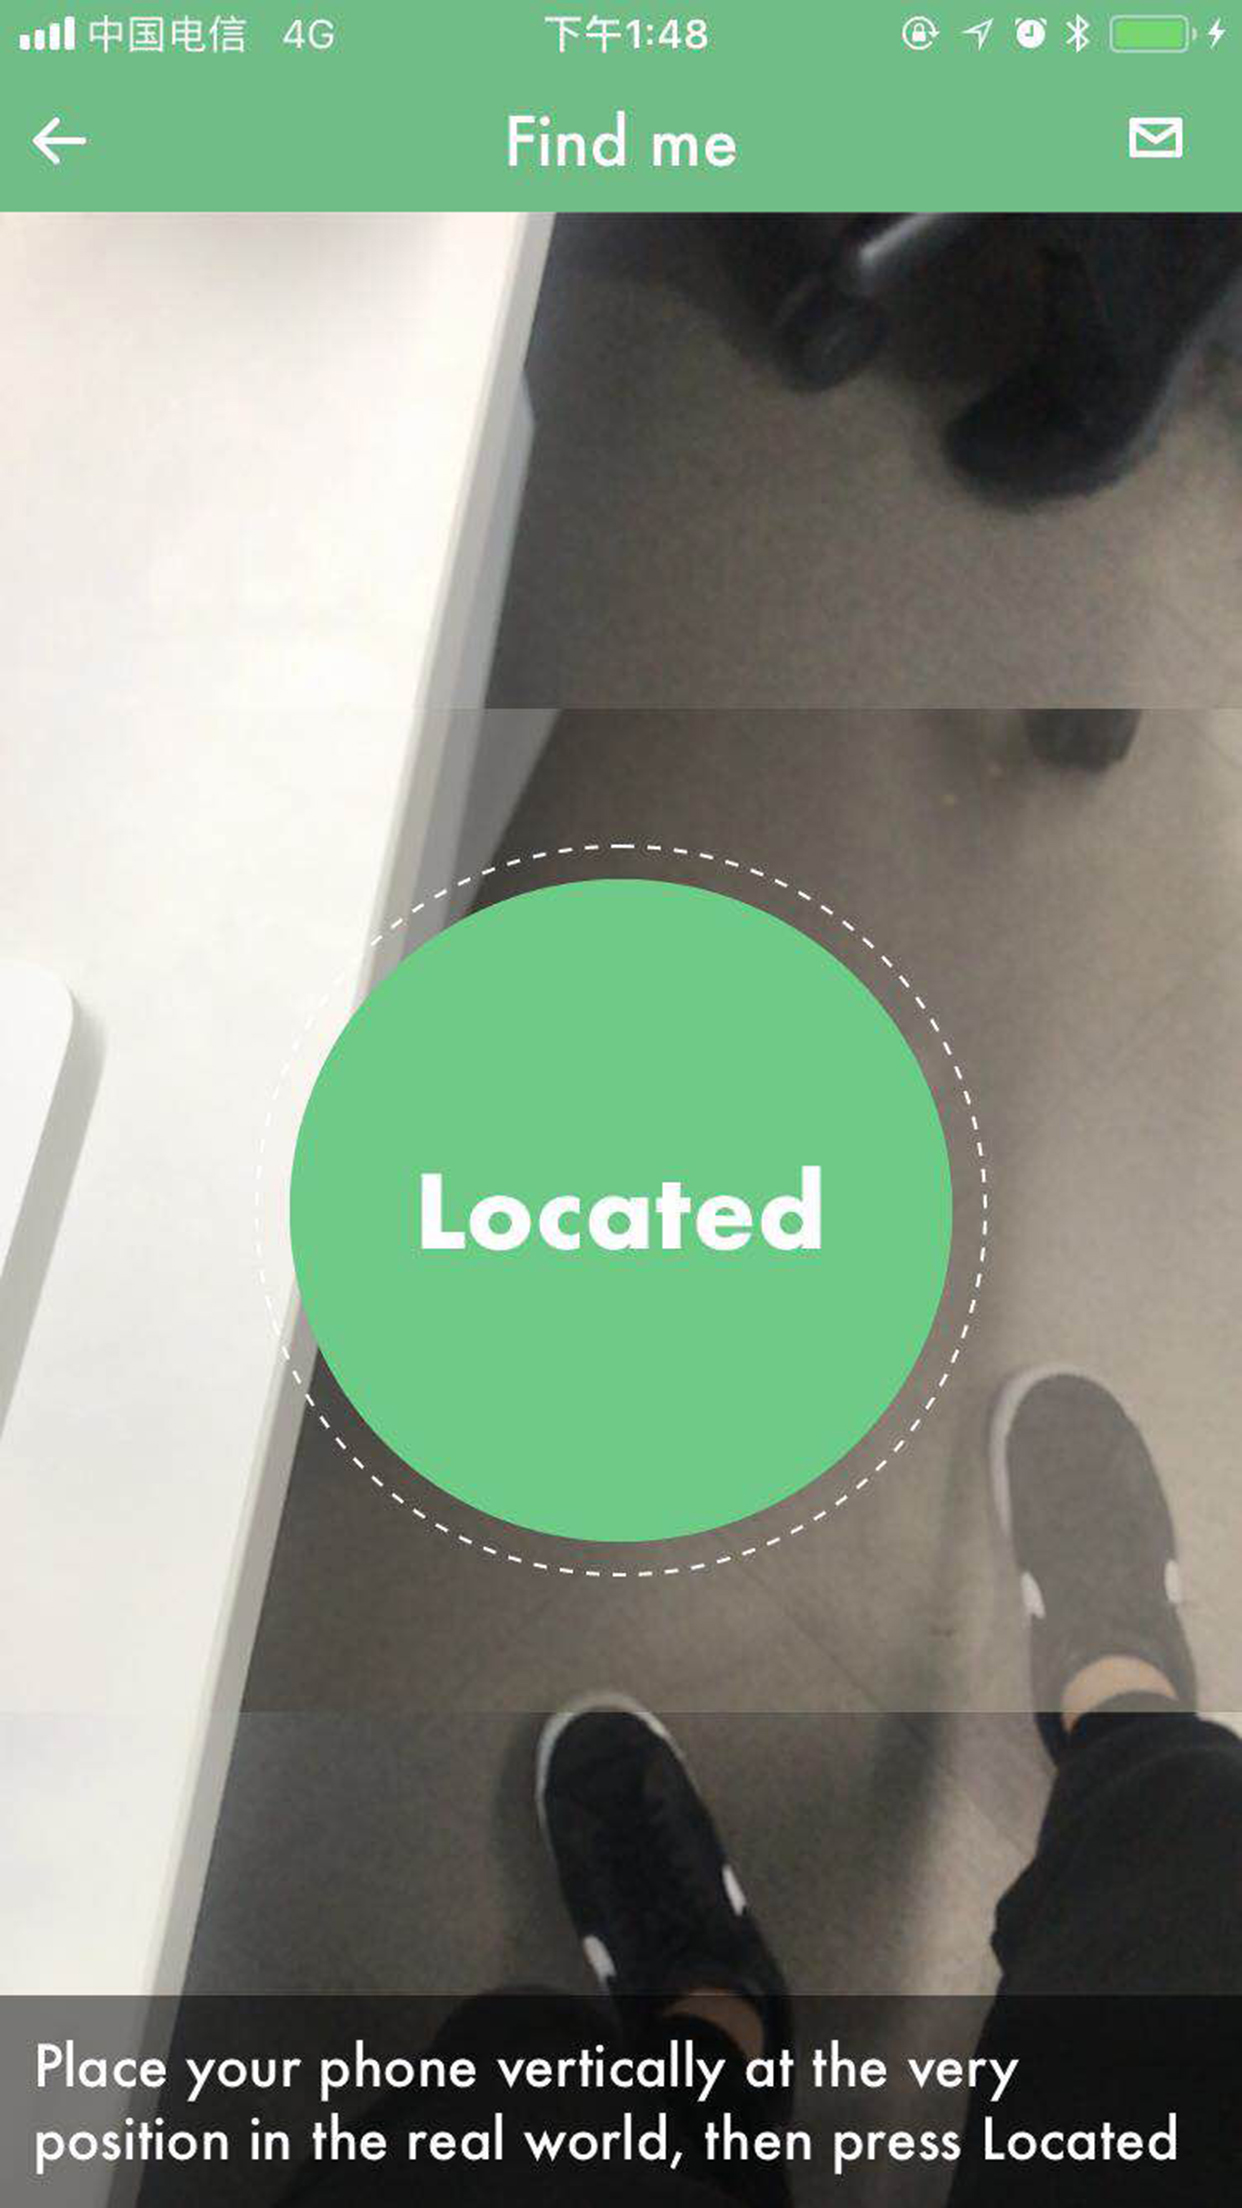 中国电信 4G 下午1:48
Find me
Located
Place your phone vertically at the very
position in the real world, then press Located